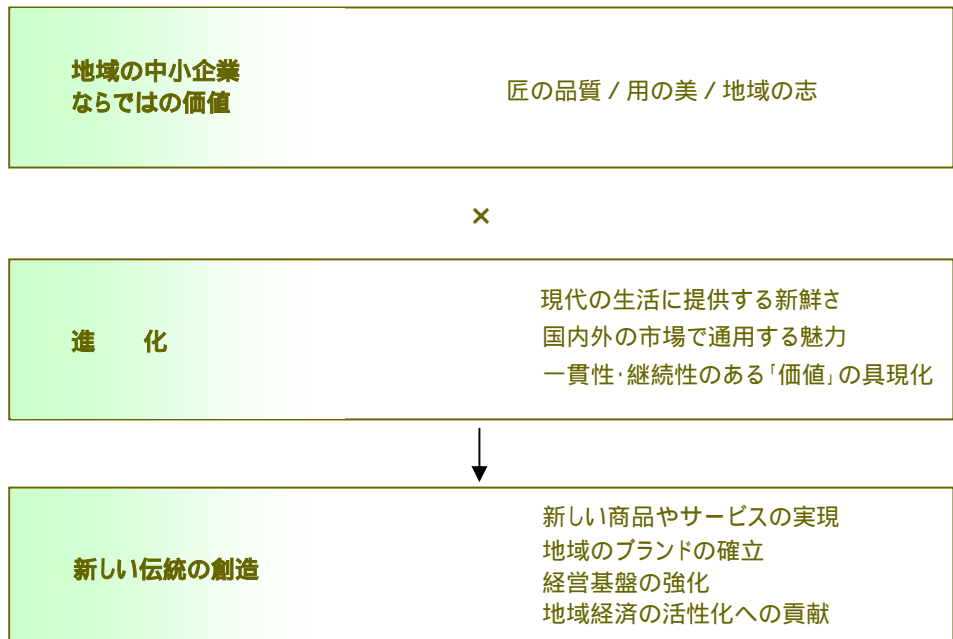 地域の中小企業
ならではの価値
匠の品質 / 用の美 / 地域の志
×
進　　化
現代の生活に提供する新鮮さ
国内外の市場で通用する魅力
一貫性・継続性のある「価値」の具現化
新しい伝統の創造
新しい商品やサービスの実現
地域のブランドの確立
経営基盤の強化
地域経済の活性化への貢献